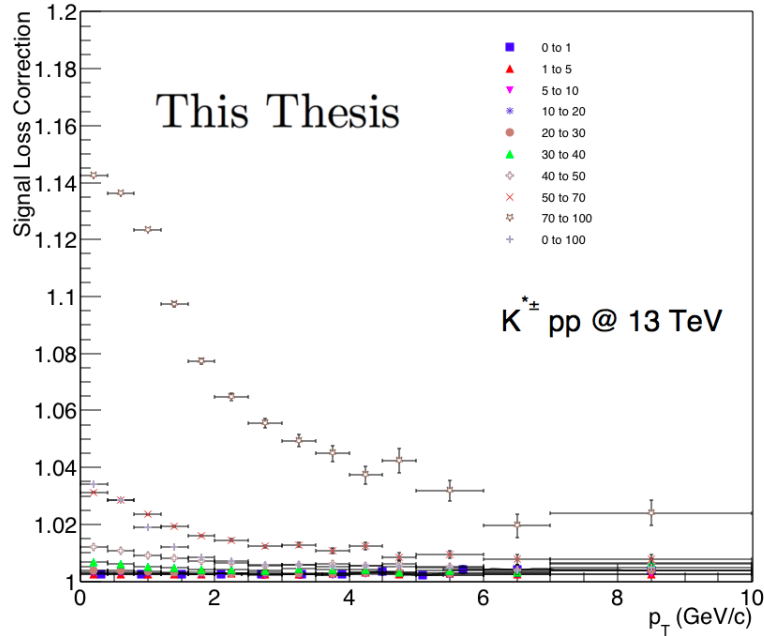 Signal Loss Correction
1.2
1.18
1.16
1.14
1.12
1.1
1.08
1.06
1.04
1.02
1
This Thesis
0 to 1
1 to 5
5 to 10
10 to 20
20 to 30
30 to 40
40 to 50
50 to 70
70 to 100
0 to 100
K*± pp @ 13 TeV
0 2 4 6 8 10
p_T (GeV/c)